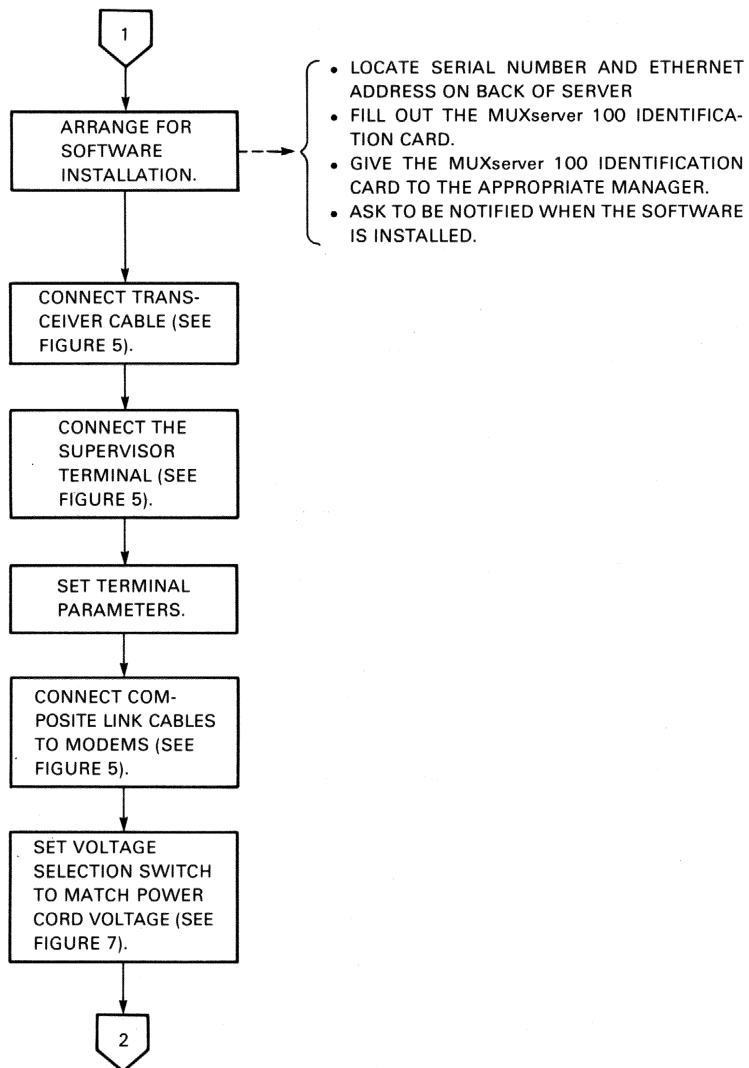 1
ARRANGE FOR
SOFTWARE
INSTALLATION.
• LOCATE SERIAL NUMBER AND ETHERNET
ADDRESS ON BACK OF SERVER
• FILL OUT THE MUXserver 100 IDENTIFICA-
TION CARD.
• GIVE THE MUXserver 100 IDENTIFICATION
CARD TO THE APPROPRIATE MANAGER.
• ASK TO BE NOTIFIED WHEN THE SOFTWARE
IS INSTALLED.
CONNECT TRANS-
CEIVER CABLE (SEE
FIGURE 5).
CONNECT THE
SUPERVISOR
TERMINAL (SEE
FIGURE 5).
SET TERMINAL
PARAMETERS.
CONNECT COM-
POSITE LINK CABLES
TO MODEMS (SEE
FIGURE 5).
SET VOLTAGE
SELECTION SWITCH
TO MATCH POWER
CORD VOLTAGE (SEE
FIGURE 7).
2